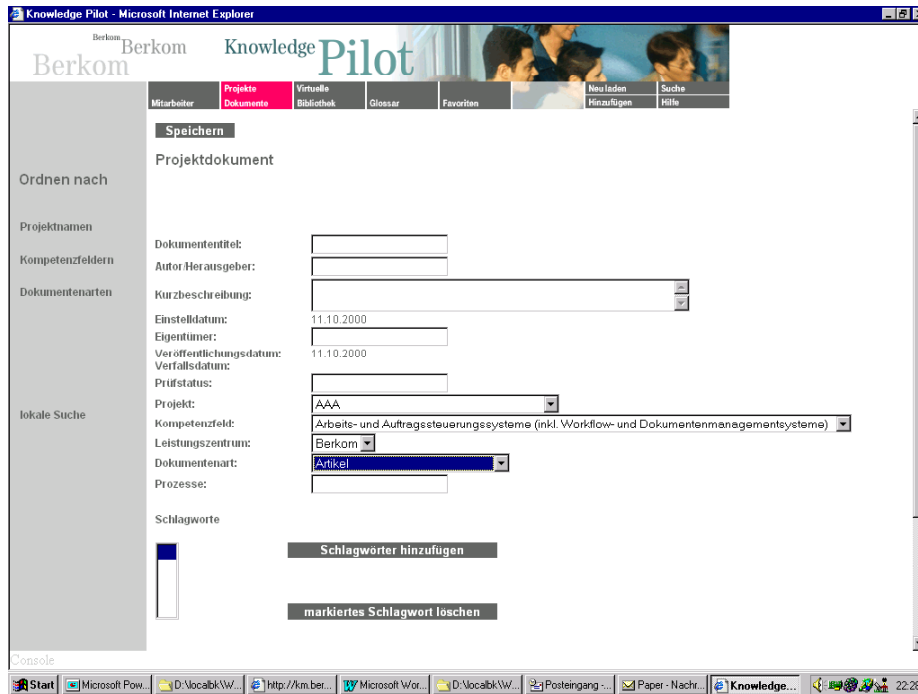 Knowledge Pilot - Microsoft Internet Explorer
Berkom Berkom Berkom
Knowledge Pilot
Projekte Virtuelle Neu laden Suche
Mitarbeiter Dokumente Bibliothek Glossar Favoriten Hinzufügen Hilfe
Speichern
Projektdokument
Ordnen nach
Projektnamen
Kompetenzfeldern
Dokumentenarten
lokale Suche
Dokumententitel:
Autor/Herausgeber:
Kurzbeschreibung:
Einstelldatum: 11.10.2000
Eigentümer:
Veröffentlichungsdatum: 11.10.2000
Verfallsdatum:
Prüfstatus:
Projekt: AAA
Kompetenzfeld: Arbeits- und Auftragssteuerungssysteme (inkl. Workflow- und Dokumentenmanagementsysteme)
Leistungszentrum: Berkom
Dokumentenart: Artikel
Prozesse:
Schlagworte
Schlagwörter hinzufügen
markiertes Schlagwort löschen
Console
Start Microsoft Pow... D:\localbk\W... http://km.ber... Microsoft Wor... D:\localbk\W... Posteingang -... Paper - Nachr... Knowledge...